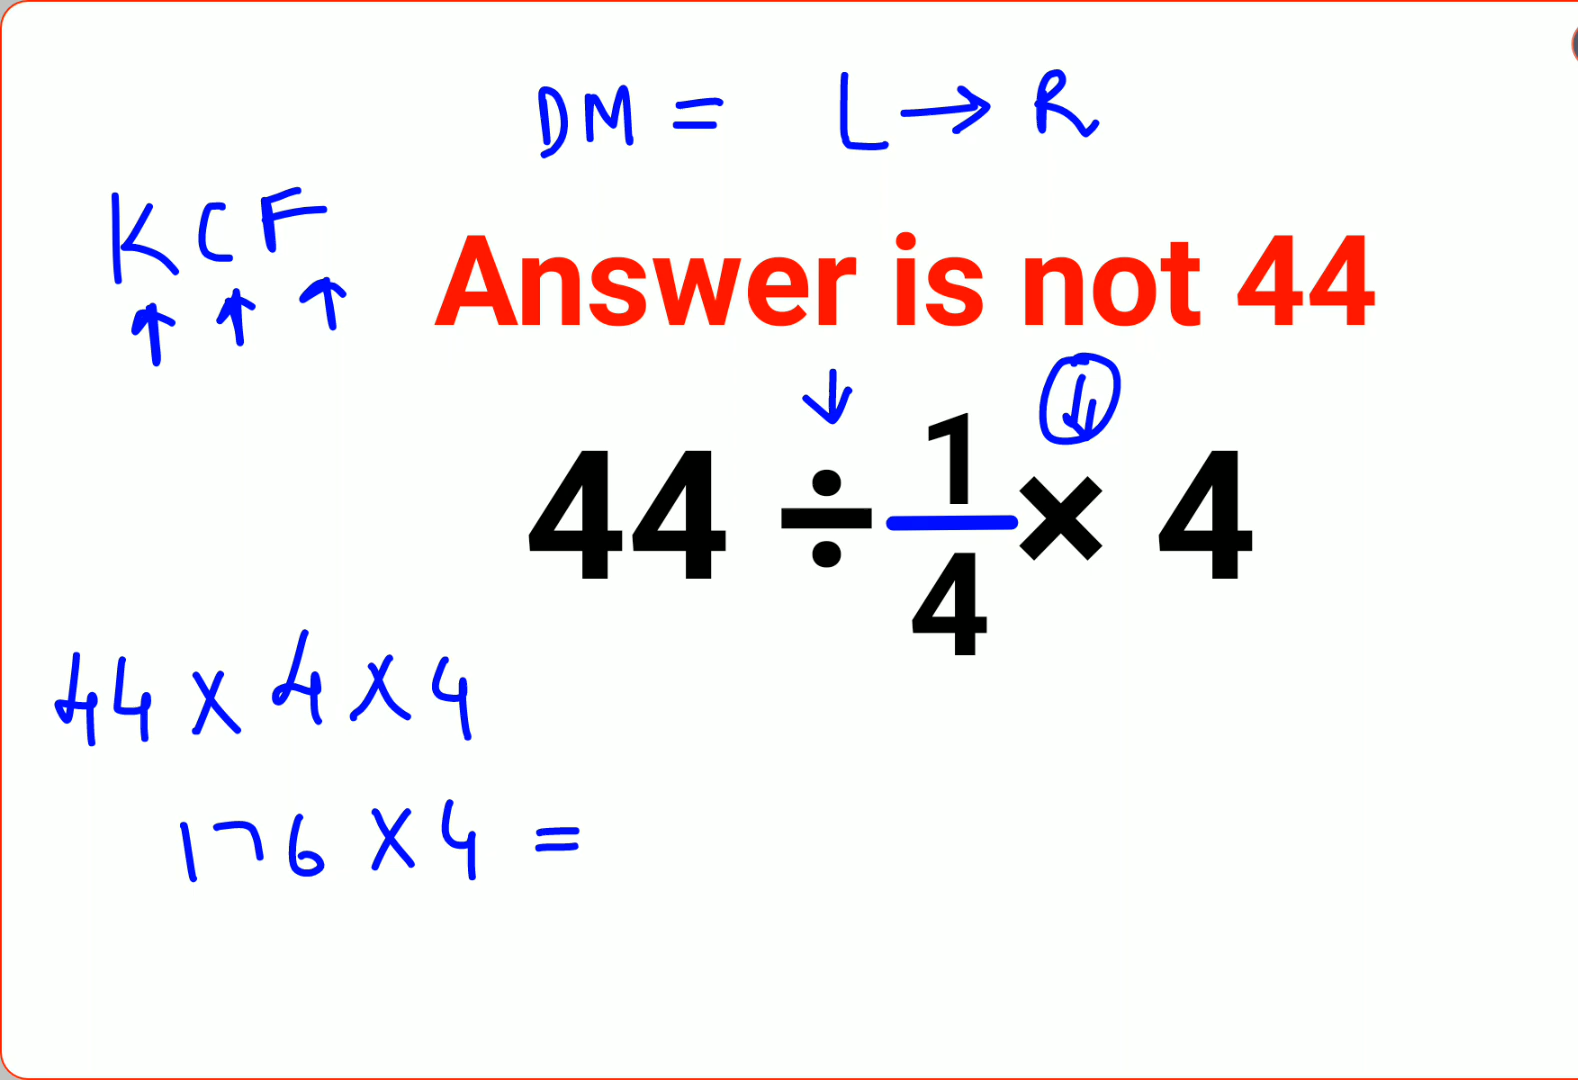 DM = L → R
KCF
Answer is not 44
44 ÷ 1/4 × 4
44 × 4 × 4
176 × 4 =